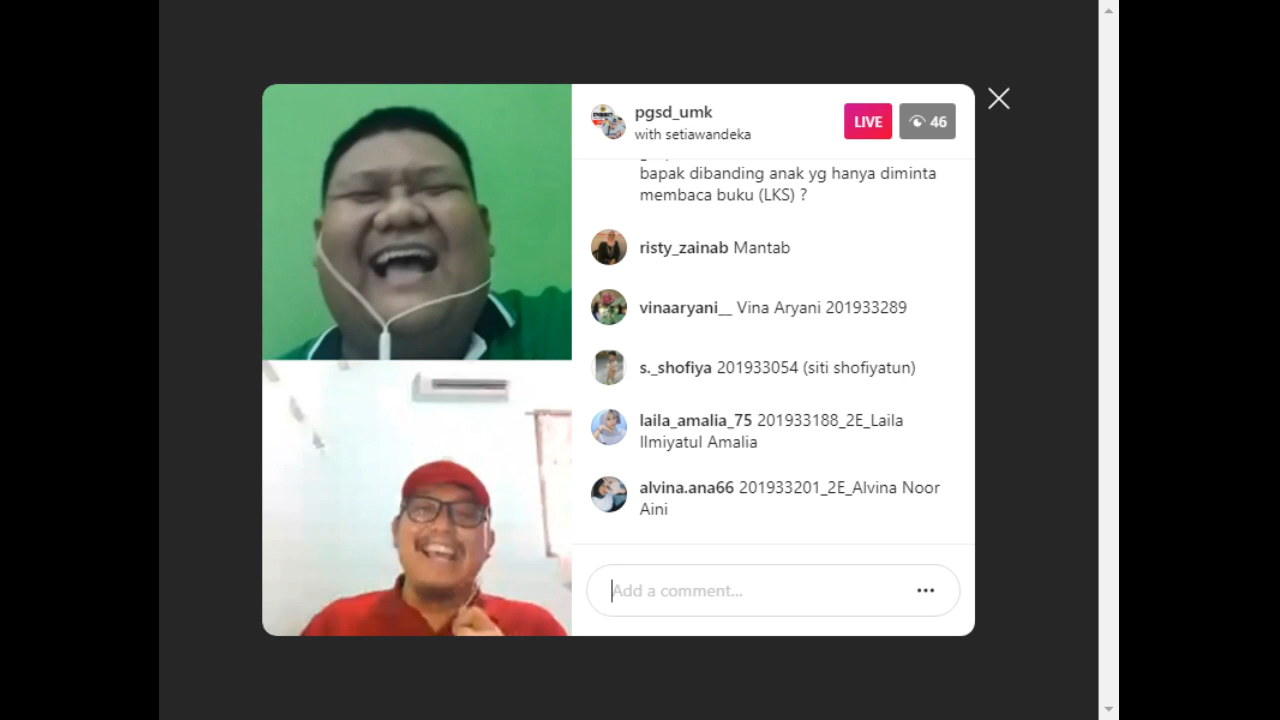 pgsd_umk
with setiawandeka
LIVE
46
bapak dibanding anak yg hanya diminta
membaca buku (LKS) ?
risty_zainab Mantab
vinaaryani__ Vina Aryani 201933289
s._shofiya 201933054 (siti shofiyatun)
laila_amalia_75 201933188_2E_Laila
Ilmiyatul Amalia
alvina.ana66 201933201_2E_Alvina Noor
Aini
Add a comment...